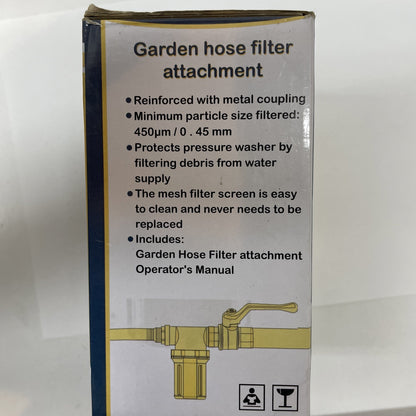 Garden hose filter
attachment
• Reinforced with metal coupling
• Minimum particle size filtered:
450μm / 0 . 45 mm
• Protects pressure washer by
filtering debris from water
supply
• The mesh filter screen is easy
to clean and never needs to be
replaced
• Includes:
Garden Hose Filter attachment
Operator's Manual